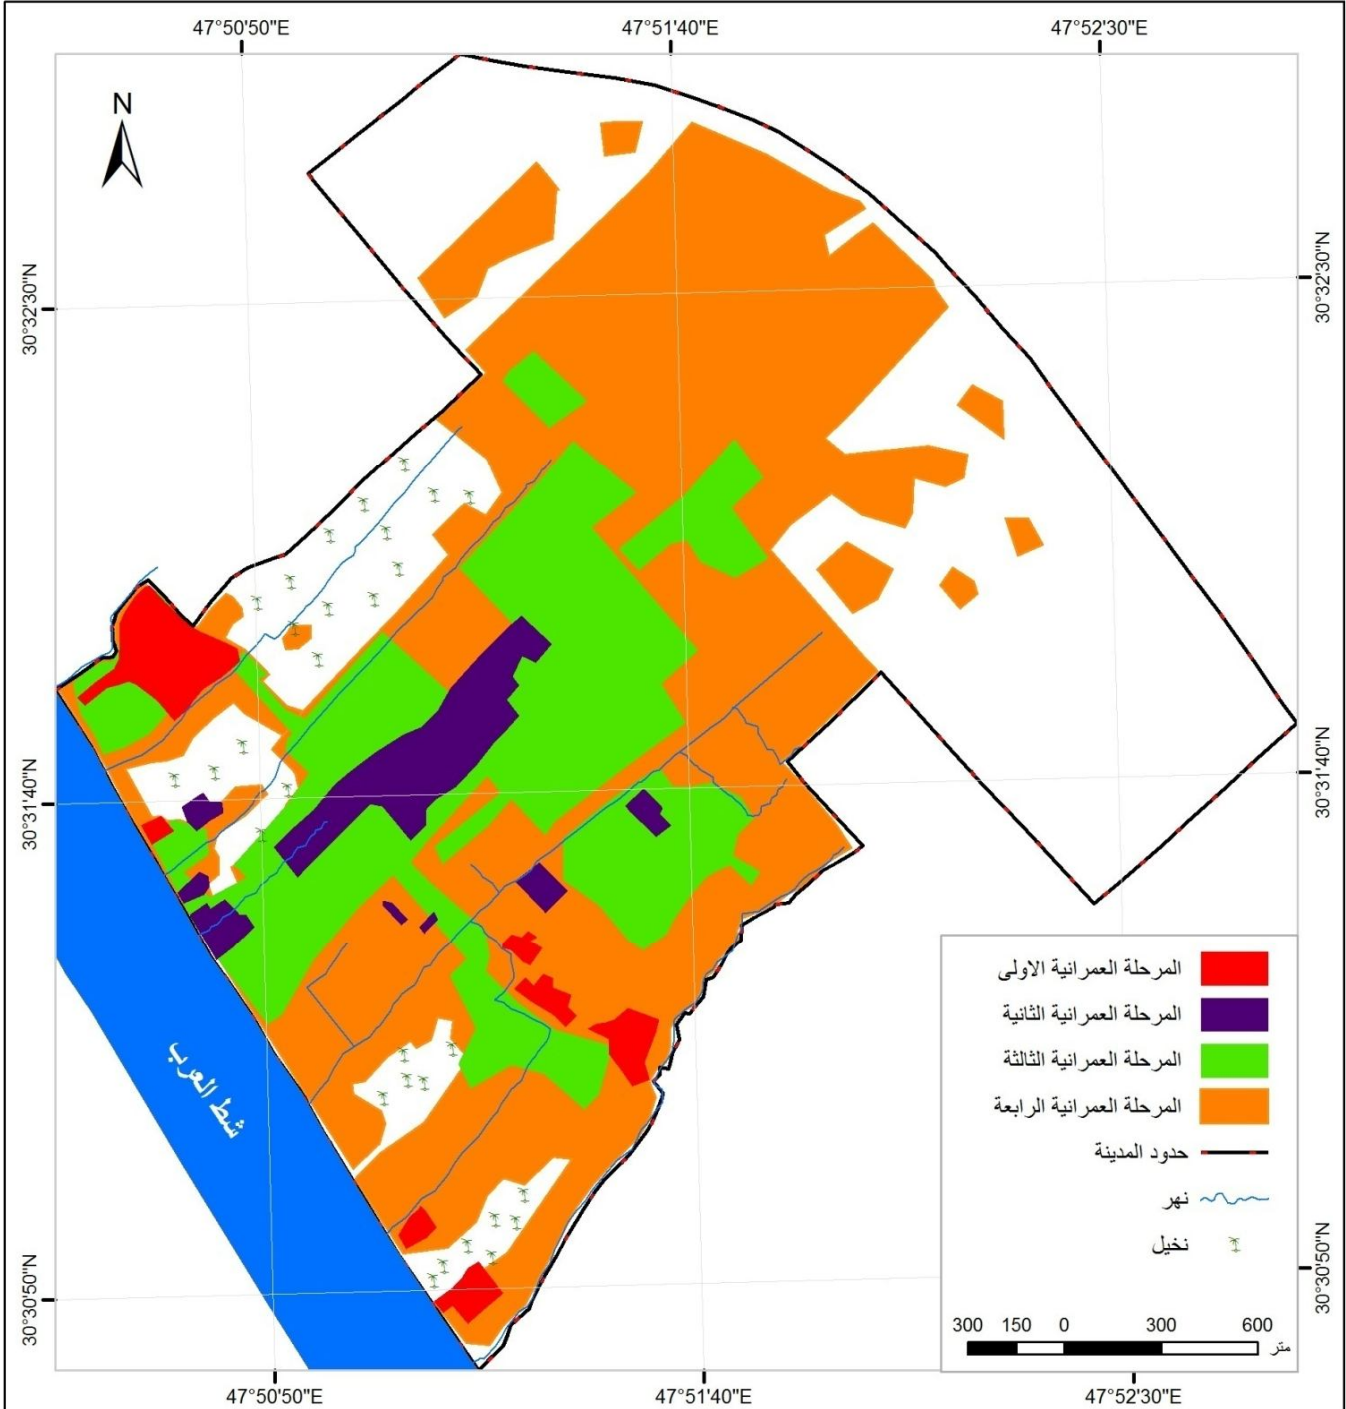 47°50'50"E
47°51'40"E
47°52'30"E
N
30°32'30"N
30°32'30"N
30°31'40"N
30°31'40"N
30°30'50"N
30°30'50"N
شط العرب
المرحلة العمرانية الاولى
المرحلة العمرانية الثانية
المرحلة العمرانية الثالثة
المرحلة العمرانية الرابعة
حدود المدينة
نهر
نخيل
300 150 0 300 600
متر
47°50'50"E
47°51'40"E
47°52'30"E